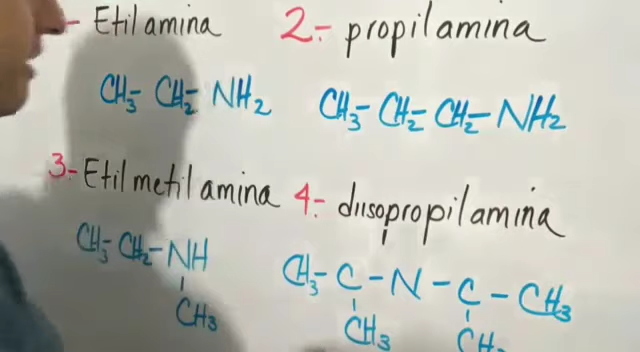 - Etilamina
CH₃- CH₂- NH₂
2.- propilamina
CH₃- CH₂- CH₂- NH₂
3.- Etilmetilamina
CH₃- CH₂- NH
CH₃
4.- diisopropilamina
CH₃- C - N - C - CH₃
CH₃ CH₃